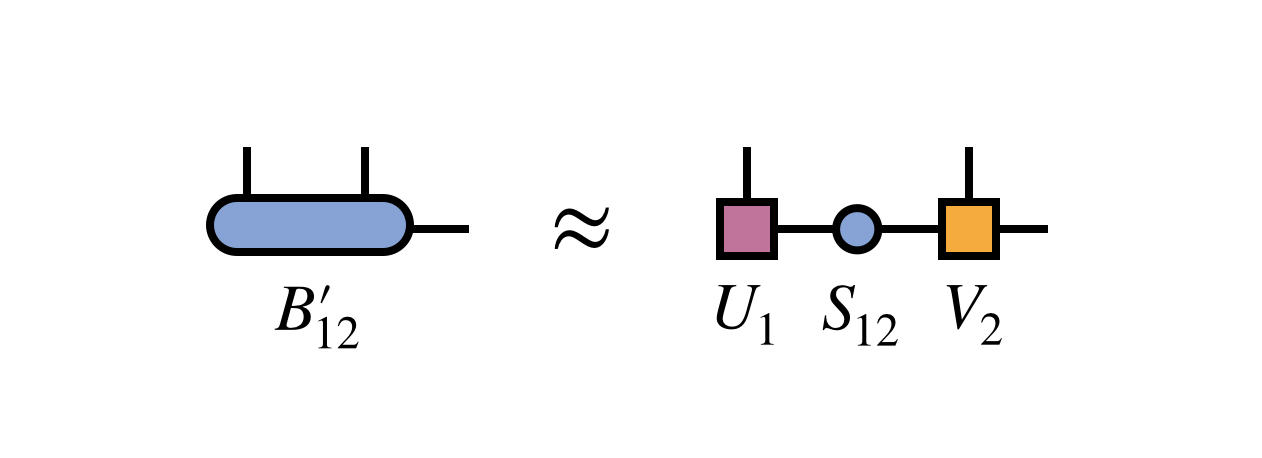 ≈
B′₁₂ U₁ S₁₂ V₂